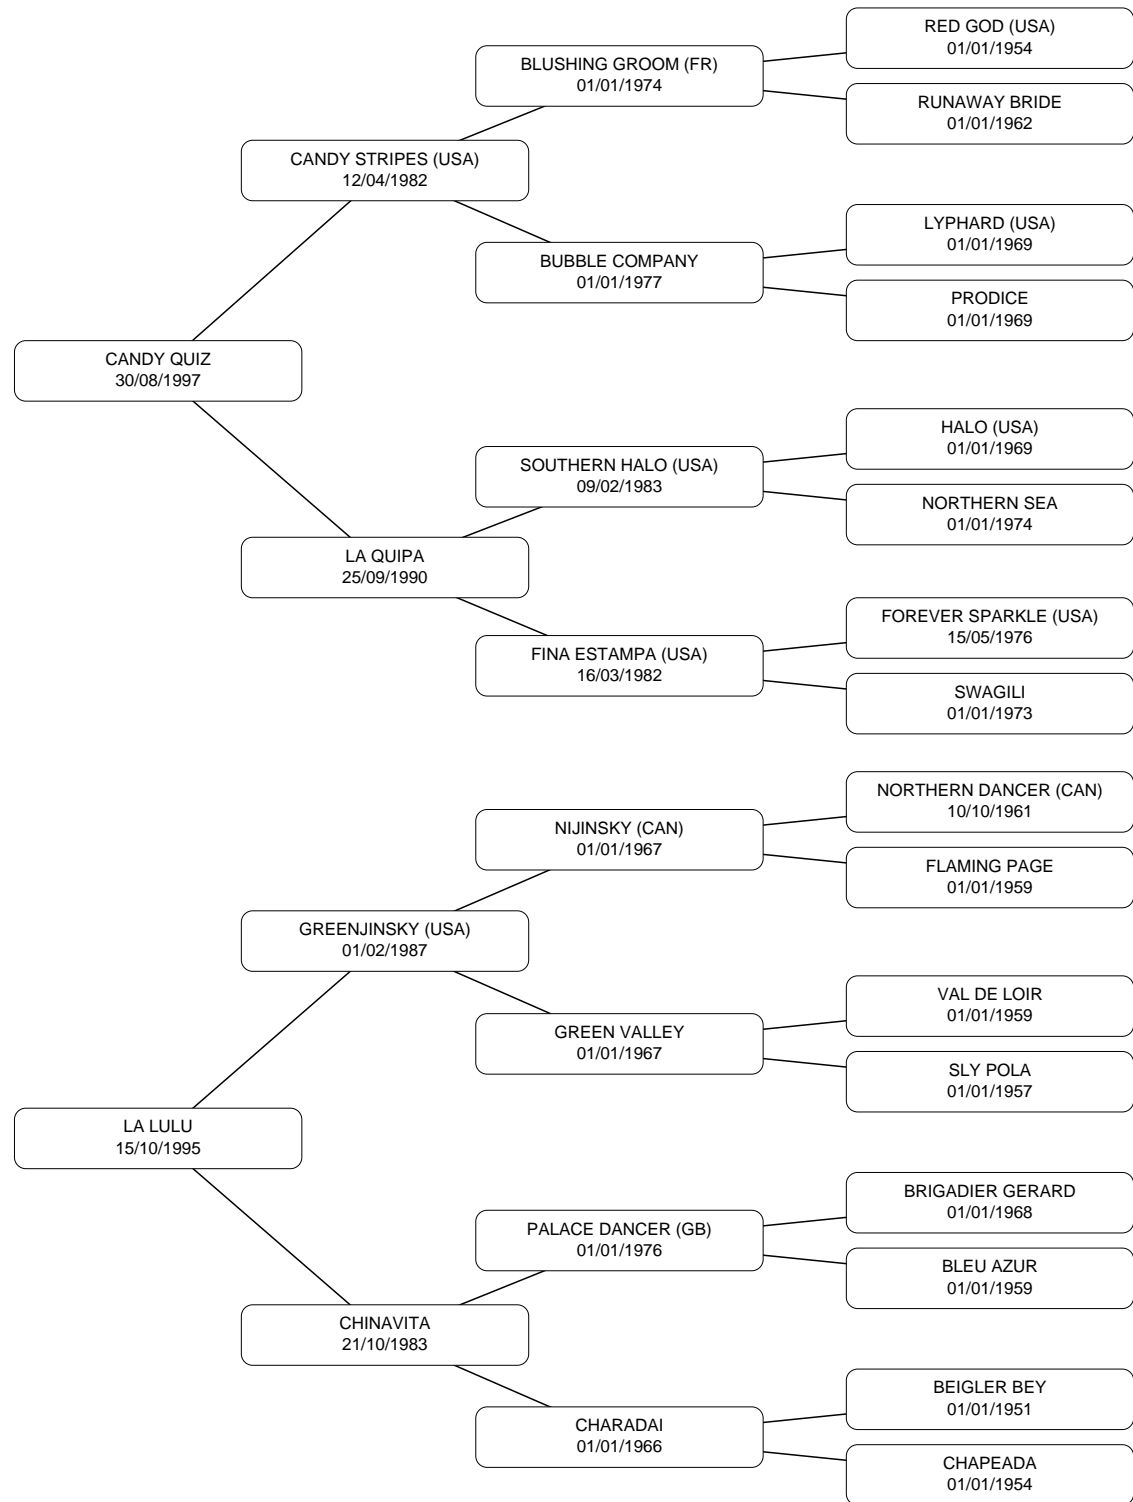 RED GOD (USA)
01/01/1954
BLUSHING GROOM (FR)
01/01/1974
RUNAWAY BRIDE
01/01/1962
CANDY STRIPES (USA)
12/04/1982
LYPHARD (USA)
01/01/1969
BUBBLE COMPANY
01/01/1977
PRODICE
01/01/1969
CANDY QUIZ
30/08/1997
HALO (USA)
01/01/1969
SOUTHERN HALO (USA)
09/02/1983
NORTHERN SEA
01/01/1974
LA QUIPA
25/09/1990
FOREVER SPARKLE (USA)
15/05/1976
FINA ESTAMPA (USA)
16/03/1982
SWAGILI
01/01/1973
NORTHERN DANCER (CAN)
10/10/1961
NIJINSKY (CAN)
01/01/1967
FLAMING PAGE
01/01/1959
GREENJINSKY (USA)
01/02/1987
VAL DE LOIR
01/01/1959
GREEN VALLEY
01/01/1967
SLY POLA
01/01/1957
LA LULU
15/10/1995
BRIGADIER GERARD
01/01/1968
PALACE DANCER (GB)
01/01/1976
BLEU AZUR
01/01/1959
CHINAVITA
21/10/1983
BEIGLER BEY
01/01/1951
CHARADAI
01/01/1966
CHAPEADA
01/01/1954